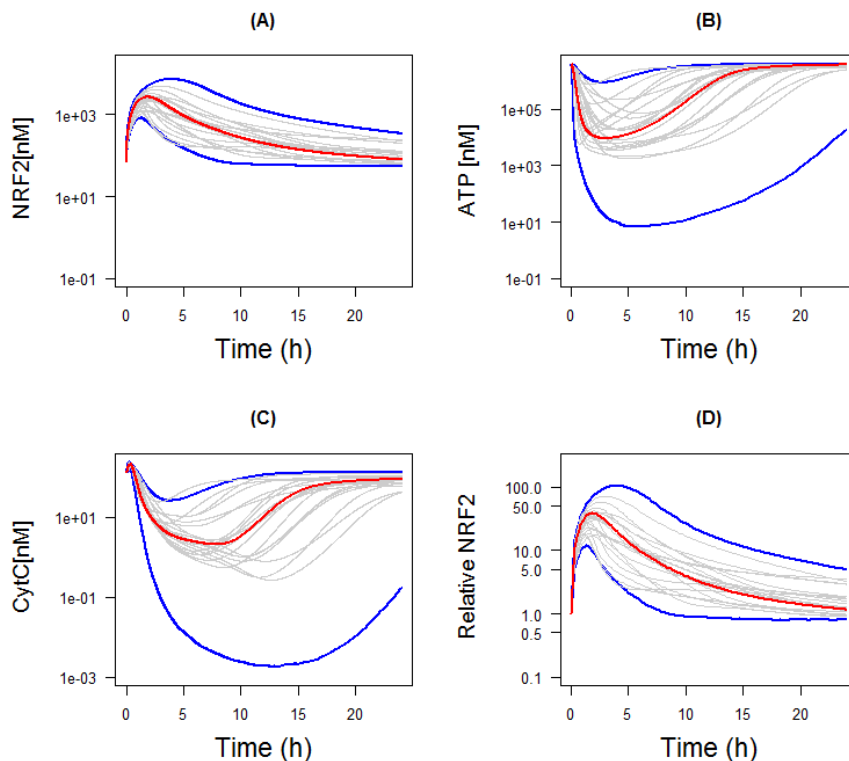 (A)
NRF2[nM]
1e+03
1e+01
1e-01
0 5 10 15 20
Time (h)
(B)
ATP [nM]
1e+05
1e+03
1e+01
1e-01
0 5 10 15 20
Time (h)
(C)
CytC[nM]
1e+01
1e-01
1e-03
0 5 10 15 20
Time (h)
(D)
Relative NRF2
100.0
50.0
10.0
5.0
1.0
0.5
0.1
0 5 10 15 20
Time (h)